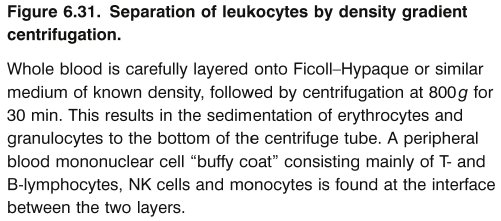 Figure 6.31. Separation of leukocytes by density gradient
centrifugation.
Whole blood is carefully layered onto Ficoll–Hypaque or similar
medium of known density, followed by centrifugation at 800g for
30 min. This results in the sedimentation of erythrocytes and
granulocytes to the bottom of the centrifuge tube. A peripheral
blood mononuclear cell “buffy coat” consisting mainly of T- and
B-lymphocytes, NK cells and monocytes is found at the interface
between the two layers.